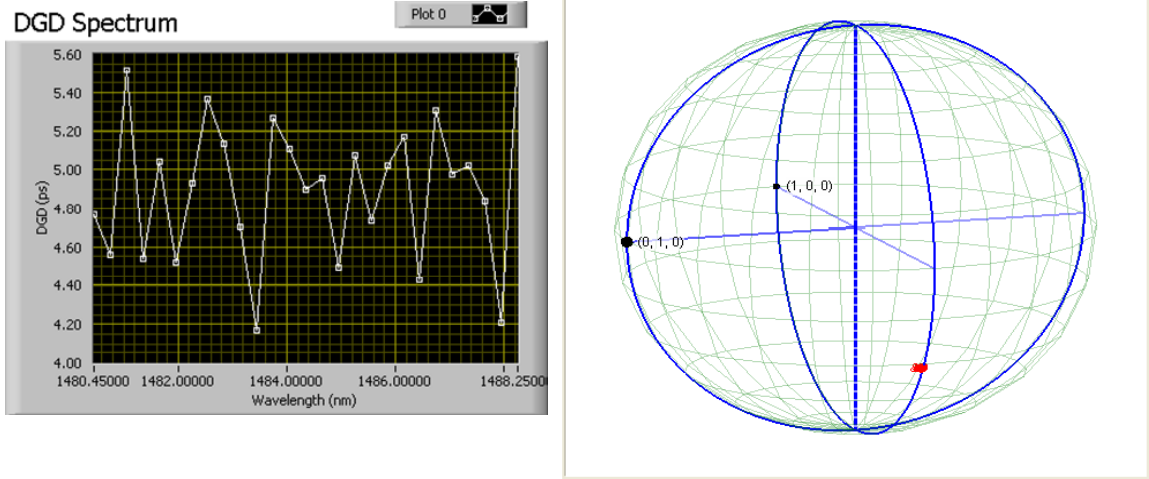 DGD Spectrum
Plot 0
5.60
5.40
5.20
5.00
4.80
4.60
4.40
4.20
4.00
DGD (ps)
1480.45000 1482.00000 1484.00000 1486.00000 1488.25000
Wavelength (nm)
(1, 0, 0)
(0, 1, 0)